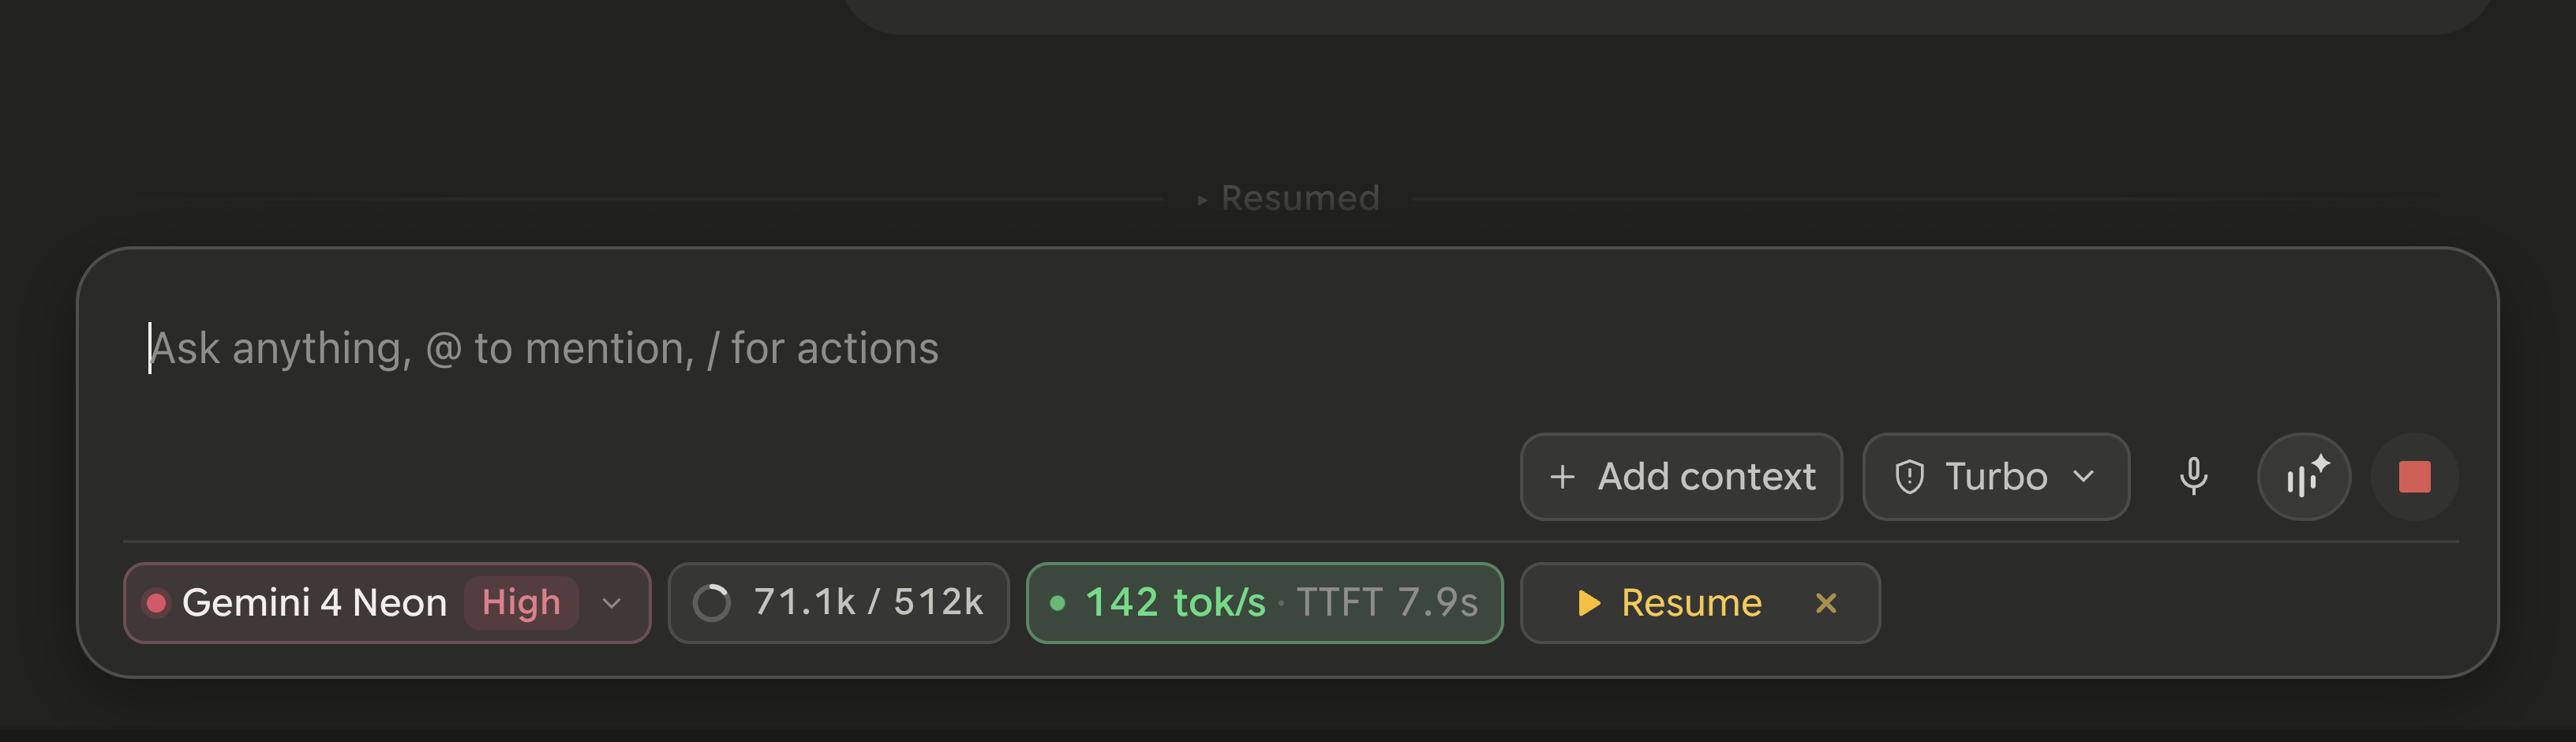 Resumed
Ask anything, @ to mention, / for actions
Add context
Turbo
Gemini 4 Neon High
71.1k / 512k
142 tok/s · TTFT 7.9s
Resume